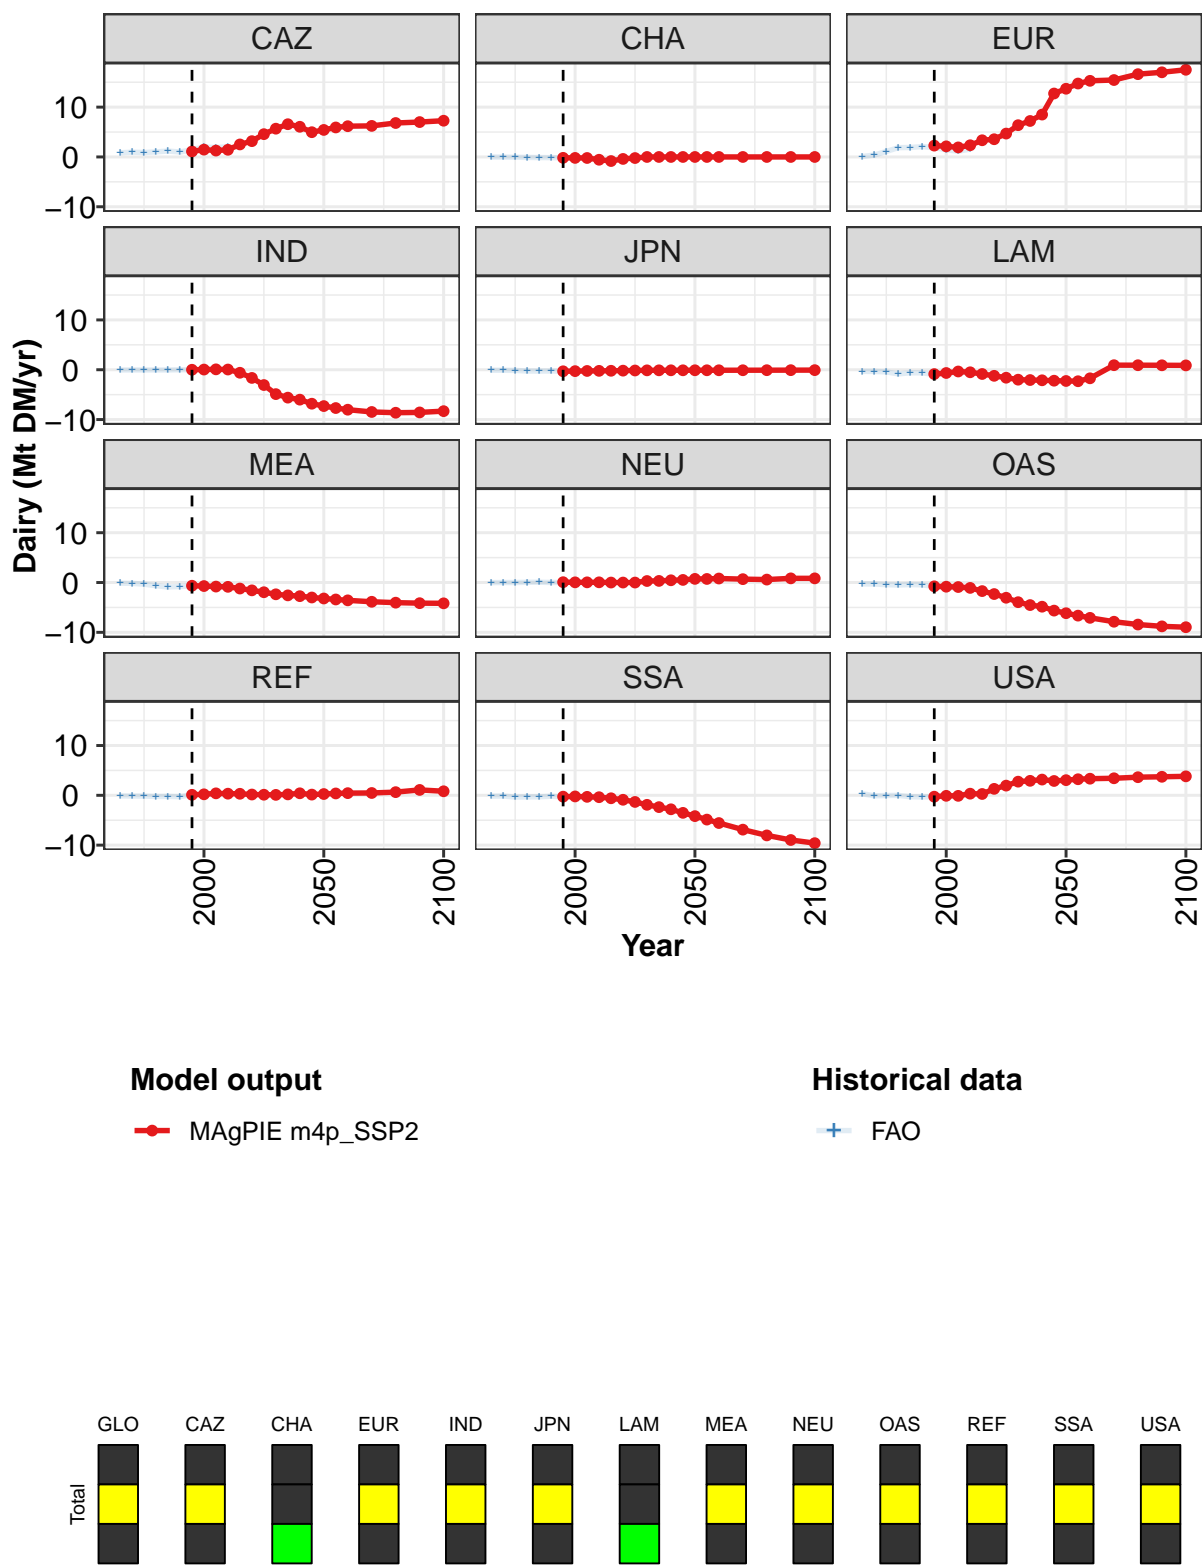 CAZ CHA EUR
10
0
−10
IND JPN LAM
10
0
−10
MEA NEU OAS
10
0
−10
REF SSA USA
10
0
−10
Dairy (Mt DM/yr)
2000 2050 2100 2000 2050 2100 2000 2050 2100
Year
Model output Historical data
MAgPIE m4p_SSP2 FAO
GLO CAZ CHA EUR IND JPN LAM MEA NEU OAS REF SSA USA
Total